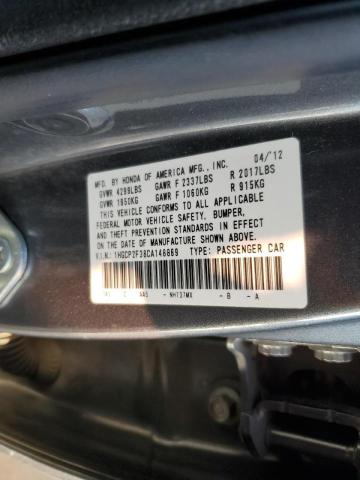 MFD. BY HONDA OF AMERICA MFG., INC. 04/'12
GVWR 4299LBS GAWR F 2337LBS R 2017LBS
GVWR 1950KG GAWR F 1060KG R 915KG
THIS VEHICLE CONFORMS TO ALL APPLICABLE
FEDERAL MOTOR VEHICLE SAFETY, BUMPER,
THEFT PREVENTION STANDARDS IN EFFECT
ON THE DATE OF MANUFACTURE SHOWN ABOVE.
V.I.N.: 1HGCP2F38CA146669 TYPE: PASSENGER CAR
NH737MX - B - A